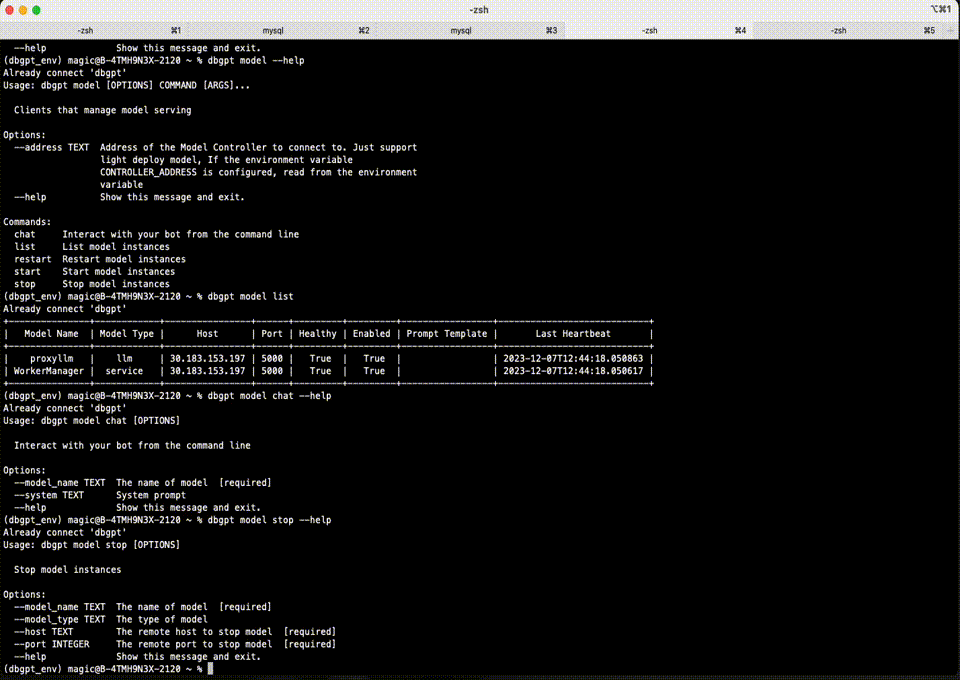 -zsh
⌥⌘1
-zsh ⌘1 mysql ⌘2 mysql ⌘3 -zsh ⌘4 -zsh ⌘5 +
--help Show this message and exit.
(dbgpt_env) magic@B-4TMH9N3X-2120 ~ % dbgpt model --help
Already connect 'dbgpt'
Usage: dbgpt model [OPTIONS] COMMAND [ARGS]...
Clients that manage model serving
Options:
--address TEXT Address of the Model Controller to connect to. Just support
light deploy model, If the environment variable
CONTROLLER_ADDRESS is configured, read from the environment
variable
--help Show this message and exit.
Commands:
chat Interact with your bot from the command line
list List model instances
restart Restart model instances
start Start model instances
stop Stop model instances
(dbgpt_env) magic@B-4TMH9N3X-2120 ~ % dbgpt model list
Already connect 'dbgpt'
+-----------------+------------+------------------+------+---------+---------+-----------------+----------------------------+
| Model Name | Model Type | Host | Port | Healthy | Enabled | Prompt Template | Last Heartbeat |
+-----------------+------------+------------------+------+---------+---------+-----------------+----------------------------+
| proxyllm | llm | 30.183.153.197 | 5000 | True | True | | 2023-12-07T12:44:18.050863 |
| WorkerManager | service | 30.183.153.197 | 5000 | True | True | | 2023-12-07T12:44:18.050617 |
+-----------------+------------+------------------+------+---------+---------+-----------------+----------------------------+
(dbgpt_env) magic@B-4TMH9N3X-2120 ~ % dbgpt model chat --help
Already connect 'dbgpt'
Usage: dbgpt model chat [OPTIONS]
Interact with your bot from the command line
Options:
--model_name TEXT The name of model [required]
--system TEXT System prompt
--help Show this message and exit.
(dbgpt_env) magic@B-4TMH9N3X-2120 ~ % dbgpt model stop --help
Already connect 'dbgpt'
Usage: dbgpt model stop [OPTIONS]
Stop model instances
Options:
--model_name TEXT The name of model [required]
--model_type TEXT The type of model
--host TEXT The remote host to stop model [required]
--port INTEGER The remote port to stop model [required]
--help Show this message and exit.
(dbgpt_env) magic@B-4TMH9N3X-2120 ~ %